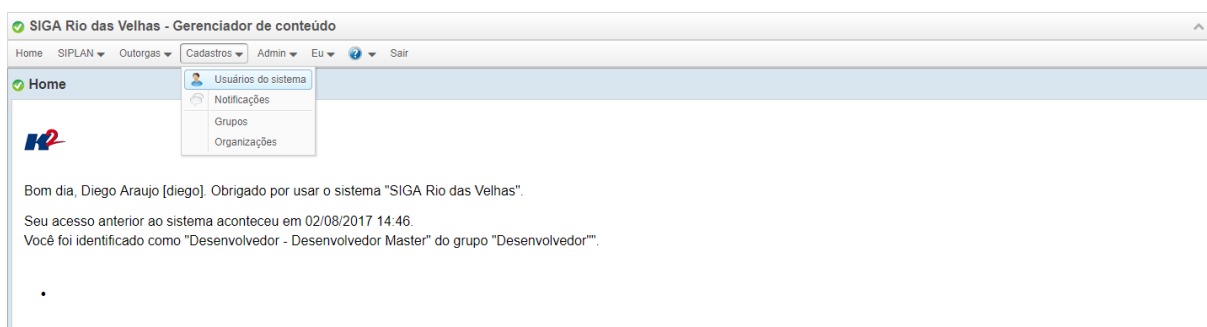 SIGA Rio das Velhas - Gerenciador de conteúdo
Home SIPLAN Outorgas Cadastros Admin Eu ? Sair
Home
Usuários do sistema
Notificações
Grupos
Organizações
K2
Bom dia, Diego Araujo [diego]. Obrigado por usar o sistema "SIGA Rio das Velhas".
Seu acesso anterior ao sistema aconteceu em 02/08/2017 14:46.
Você foi identificado como "Desenvolvedor - Desenvolvedor Master" do grupo "Desenvolvedor"".